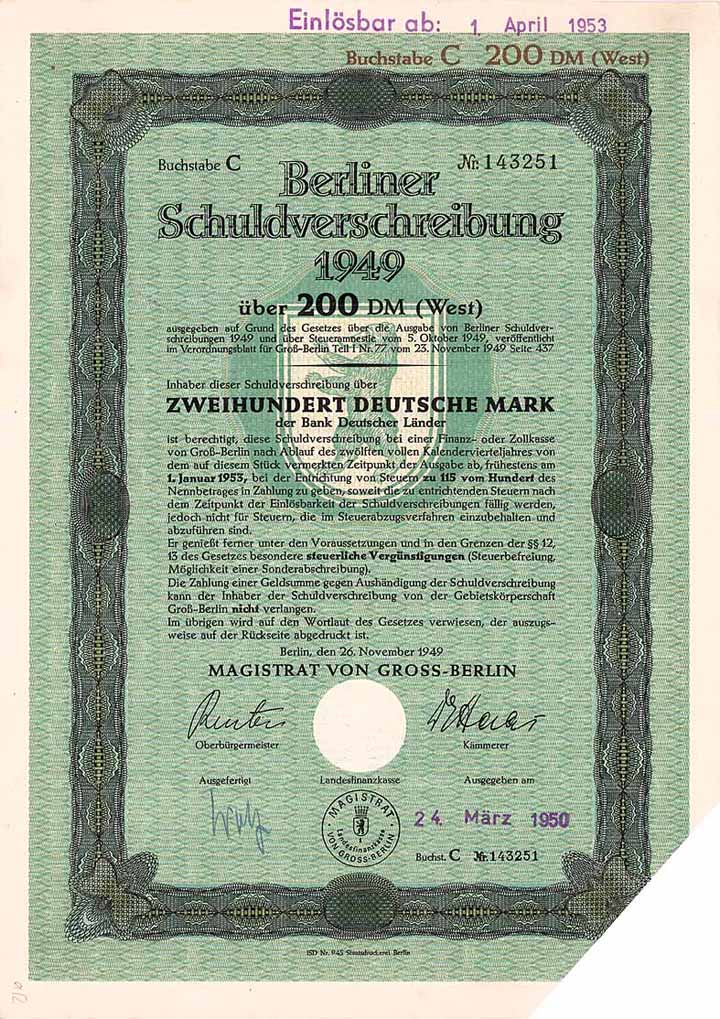 Einlösbar ab: 1. April 1953
Buchstabe C 200 DM (West)
Buchstabe C Nr. 143251
Berliner
Schuldverschreibung
1949
über 200 DM (West)
ausgegeben auf Grund des Gesetzes über die Ausgabe von Berliner Schuldver-
schreibungen 1949 und über Steueramnestie vom 5. Oktober 1949, veröffentlicht
im Verordnungsblatt für Groß-Berlin Teil I Nr. 77 vom 23. November 1949 Seite 437
Inhaber dieser Schuldverschreibung über
ZWEIHUNDERT DEUTSCHE MARK
der Bank Deutscher Länder
ist berechtigt, diese Schuldverschreibung bei einer Finanz- oder Zollkasse
von Groß-Berlin nach Ablauf des zwölften vollen Kalendervierteljahres von
dem auf diesem Stück vermerkten Zeitpunkt der Ausgabe ab, frühestens am
1. Januar 1953, bei der Entrichtung von Steuern zu 115 vom Hundert des
Nennbetrages in Zahlung zu geben, soweit die zu entrichtenden Steuern nach
dem Zeitpunkt der Einlösbarkeit der Schuldverschreibungen fällig werden,
jedoch nicht für Steuern, die im Steuerabzugsverfahren einzubehalten und
abzuführen sind.
Er genießt ferner unter den Voraussetzungen und in den Grenzen der §§ 12,
13 des Gesetzes besondere steuerliche Vergünstigungen (Steuerbefreiung,
Möglichkeit einer Sonderabschreibung).
Die Zahlung einer Geldsumme gegen Aushändigung der Schuldverschreibung
kann der Inhaber der Schuldverschreibung von der Gebietskörperschaft
Groß-Berlin nicht verlangen.
Im übrigen wird auf den Wortlaut des Gesetzes verwiesen, der auszugs-
weise auf der Rückseite abgedruckt ist.
Berlin, den 26. November 1949
MAGISTRAT VON GROSS-BERLIN
Reuter
Oberbürgermeister Kämmerer
Ausgefertigt Landesfinanzkasse Ausgegeben am
MAGISTRAT
Landesfinanzkasse
VON GROSS-BERLIN
24. März 1950
Buchst. C Nr. 143251
ISD Nr. 945 Staatsdruckerei Berlin